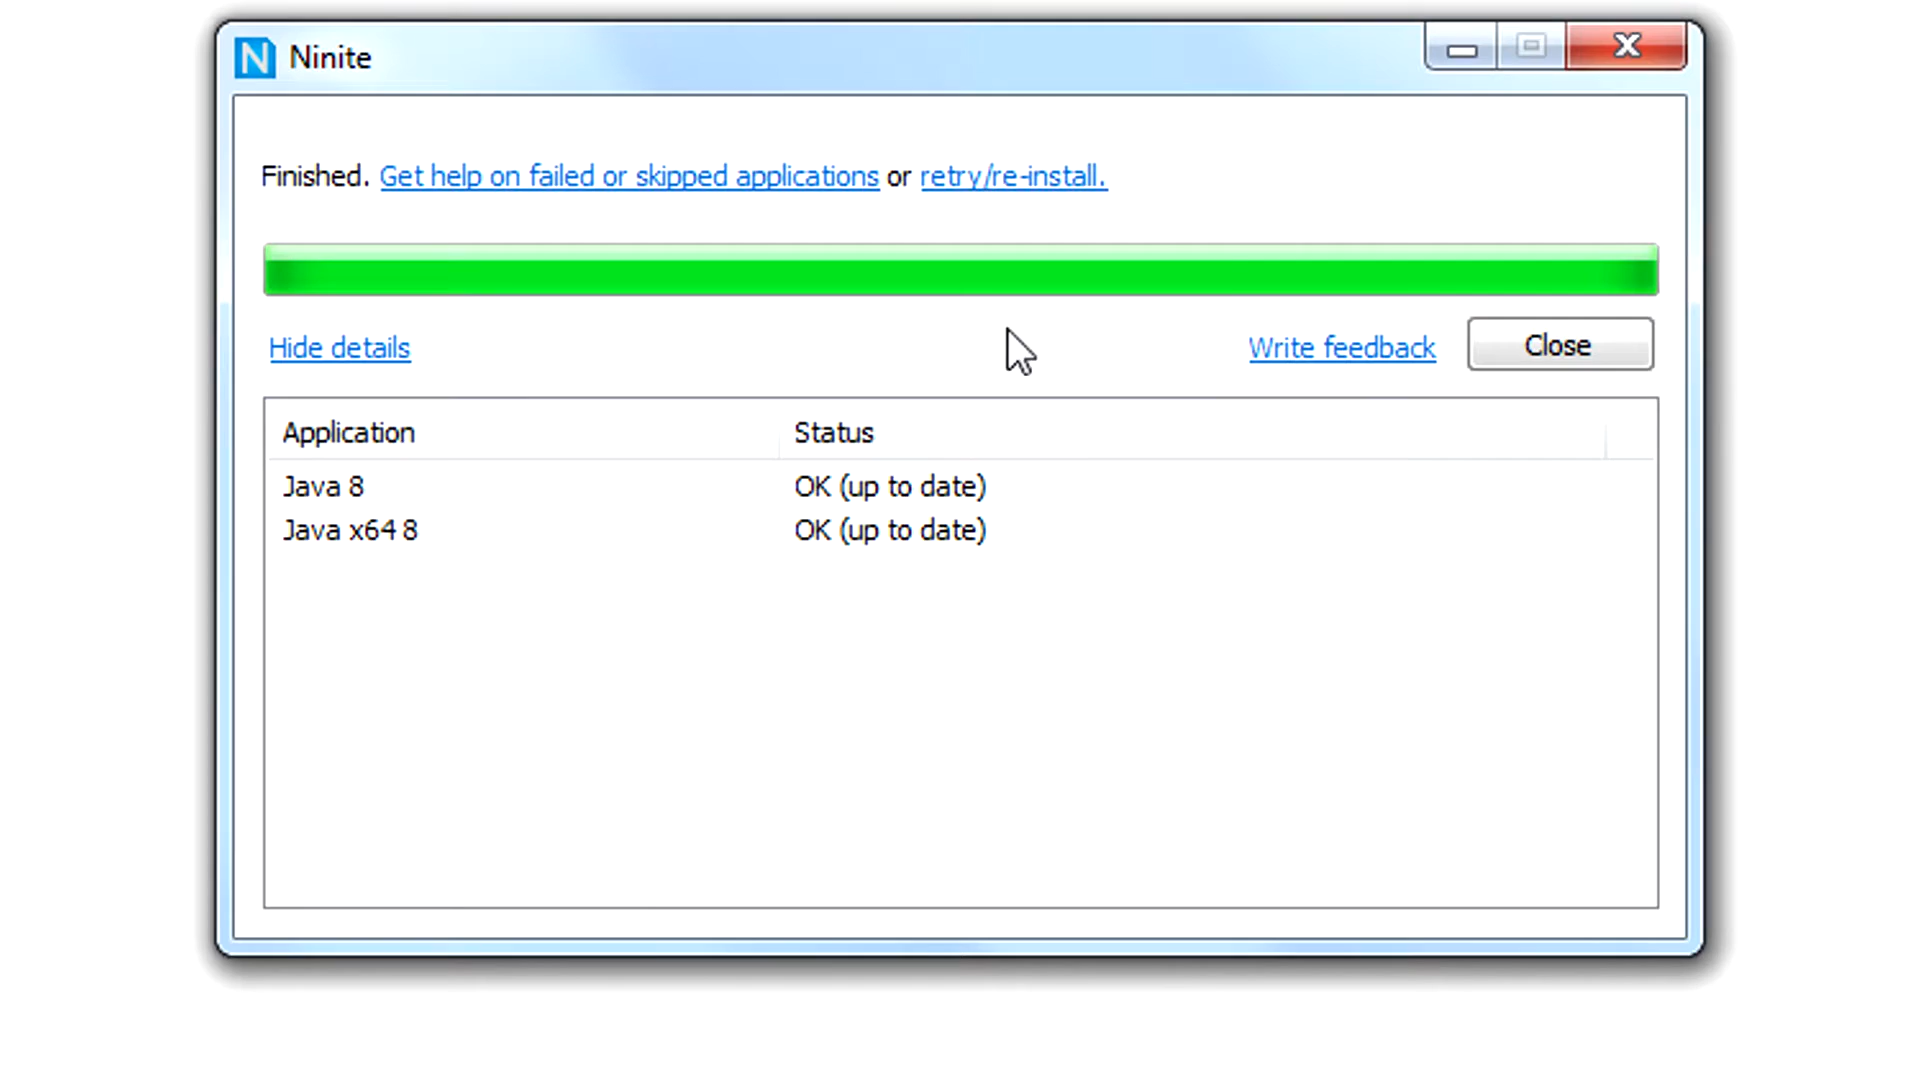 Ninite
Finished. Get help on failed or skipped applications or retry/re-install.
Hide details
Write feedback
Close
Application Status
Java 8 OK (up to date)
Java x64 8 OK (up to date)